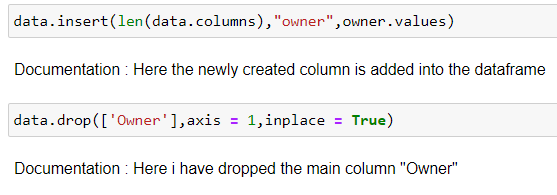 data.insert(len(data.columns),"owner",owner.values)
Documentation : Here the newly created column is added into the dataframe
data.drop(['Owner'],axis = 1,inplace = True)
Documentation : Here i have dropped the main column "Owner"